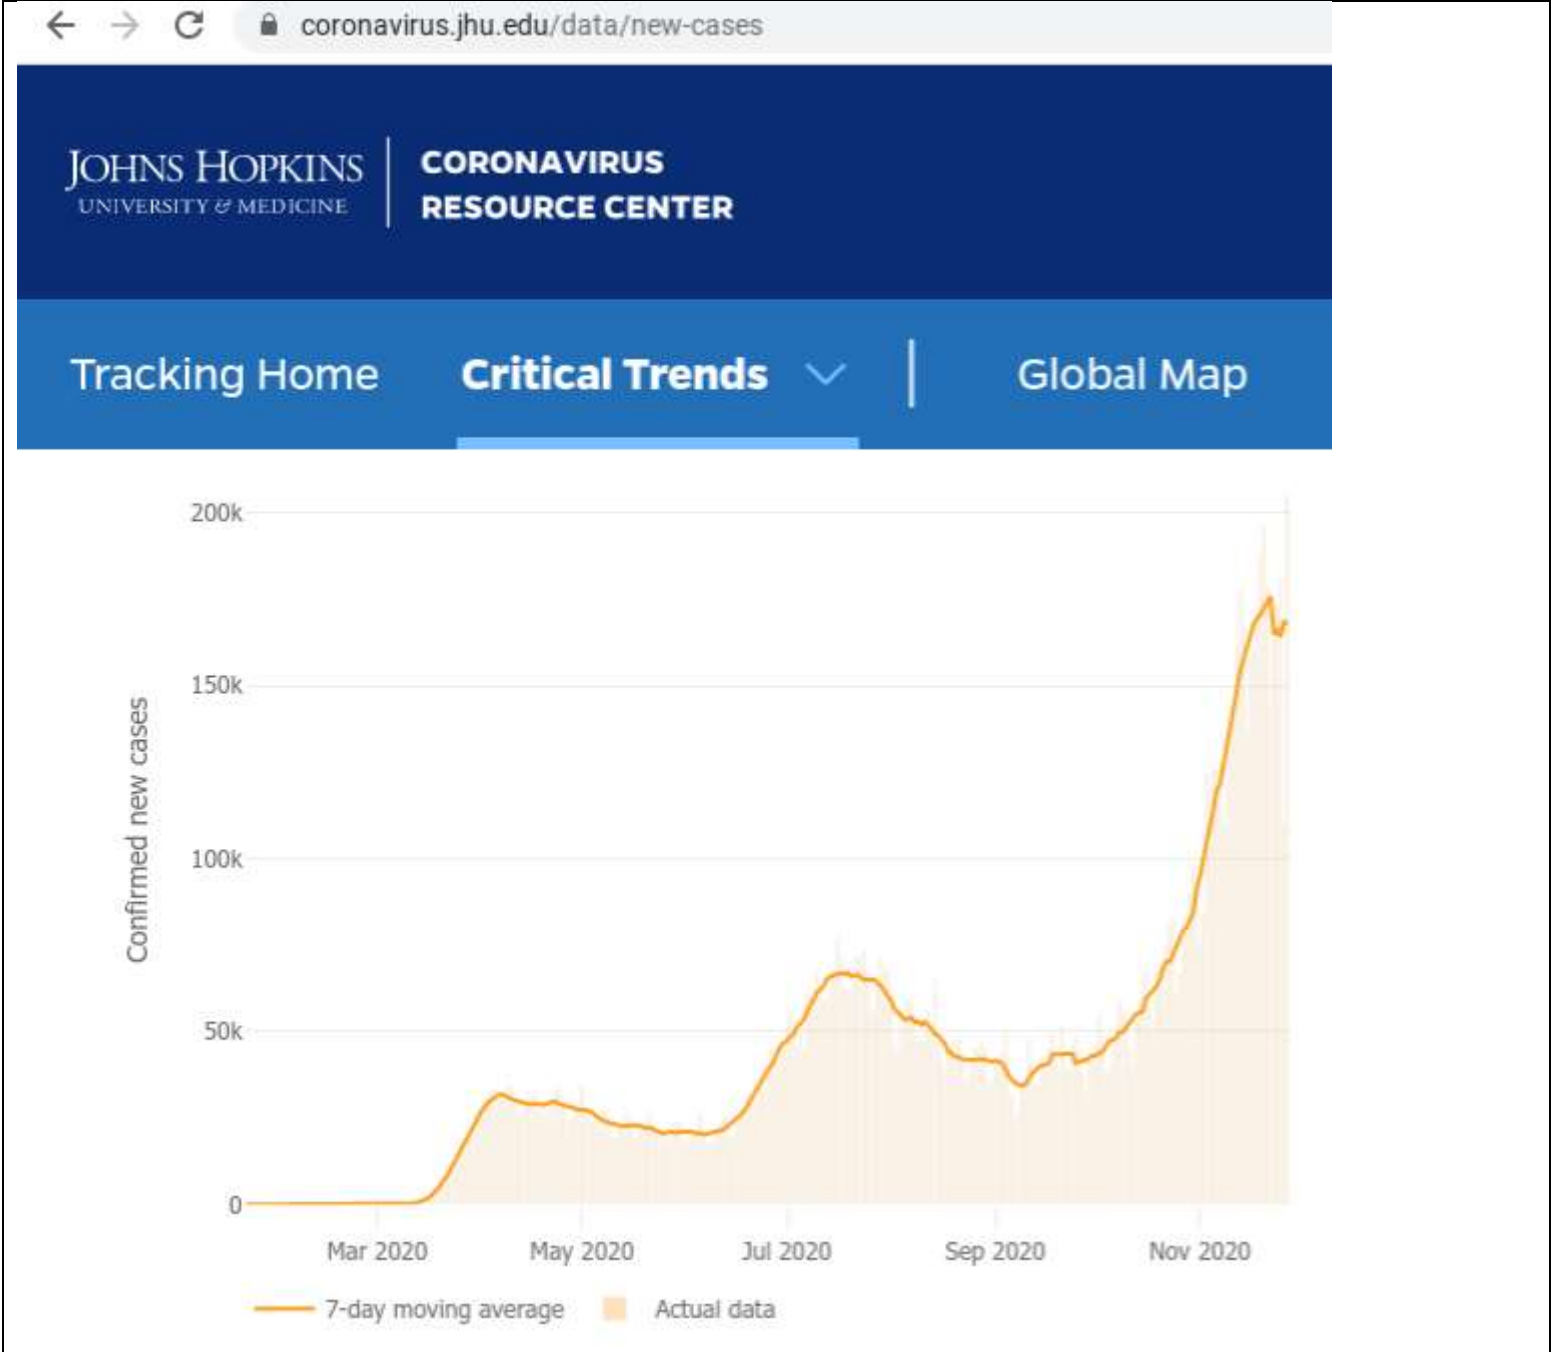 coronavirus.jhu.edu/data/new-cases
JOHNS HOPKINS
UNIVERSITY & MEDICINE
CORONAVIRUS
RESOURCE CENTER
Tracking Home Critical Trends Global Map
200k
150k
100k
50k
0
Confirmed new cases
Mar 2020 May 2020 Jul 2020 Sep 2020 Nov 2020
7-day moving average Actual data